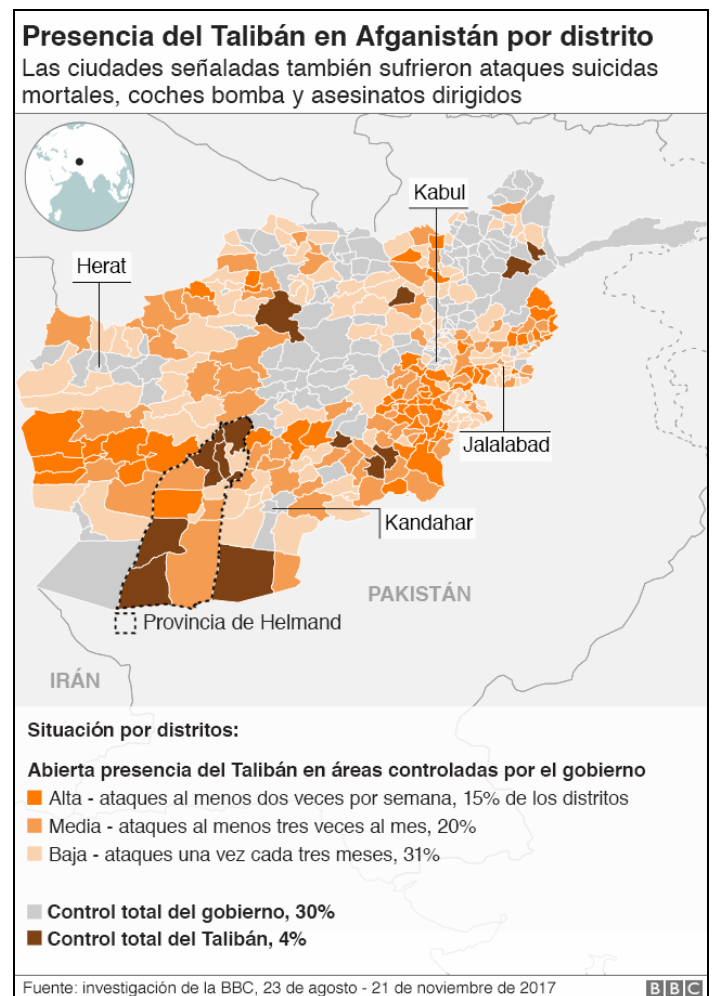 Presencia del Talibán en Afganistán por distrito
Las ciudades señaladas también sufrieron ataques suicidas
mortales, coches bomba y asesinatos dirigidos
Kabul
Herat
Jalalabad
Kandahar
PAKISTÁN
Provincia de Helmand
IRÁN
Situación por distritos:
Abierta presencia del Talibán en áreas controladas por el gobierno
Alta - ataques al menos dos veces por semana, 15% de los distritos
Media - ataques al menos tres veces al mes, 20%
Baja - ataques una vez cada tres meses, 31%
Control total del gobierno, 30%
Control total del Talibán, 4%
Fuente: investigación de la BBC, 23 de agosto - 21 de noviembre de 2017
BBC